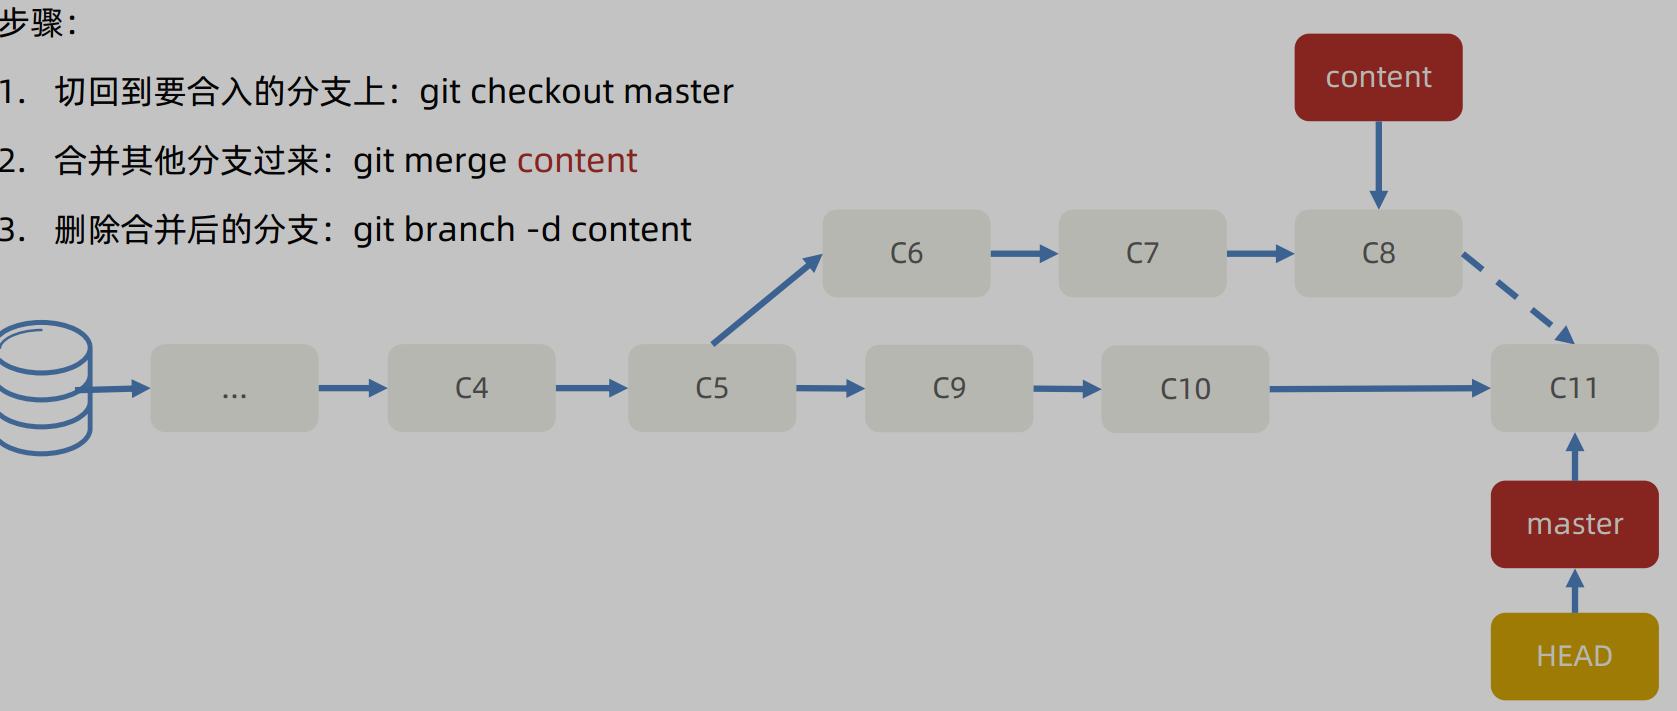 步骤：
1. 切回到要合入的分支上：git checkout master
2. 合并其他分支过来：git merge content
3. 删除合并后的分支：git branch -d content
content
C6
C7
C8
...
C4
C5
C9
C10
C11
master
HEAD